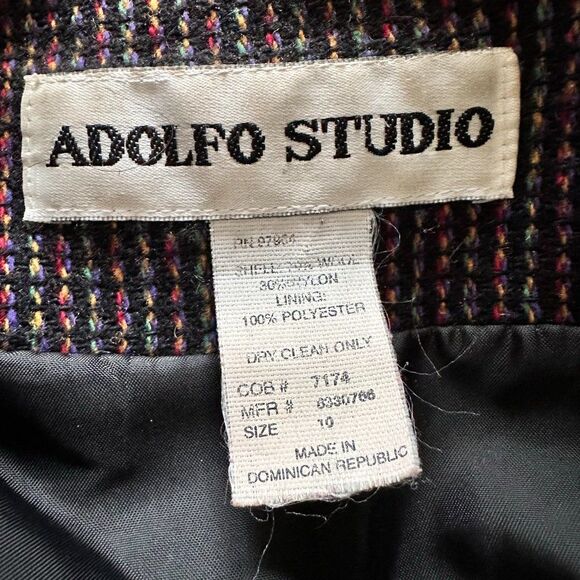 ADOLFO STUDIO
RN
SHELL: WOOL
30% NYLON
LINING:
100% POLYESTER
DRY CLEAN ONLY
COB # 7174
MFR # 6330766
SIZE 10
MADE IN
DOMINICAN REPUBLIC